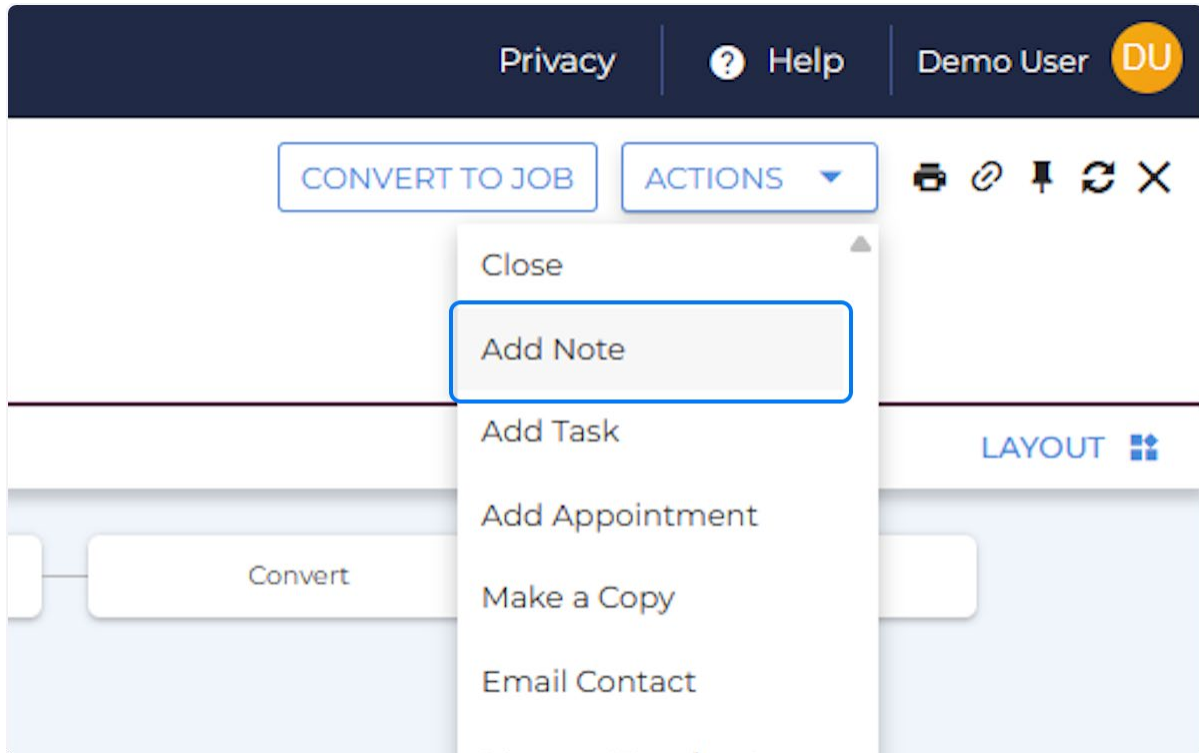 Privacy Help Demo User DU
CONVERT TO JOB ACTIONS
Close
Add Note
Add Task
LAYOUT
Add Appointment
Convert
Make a Copy
Email Contact